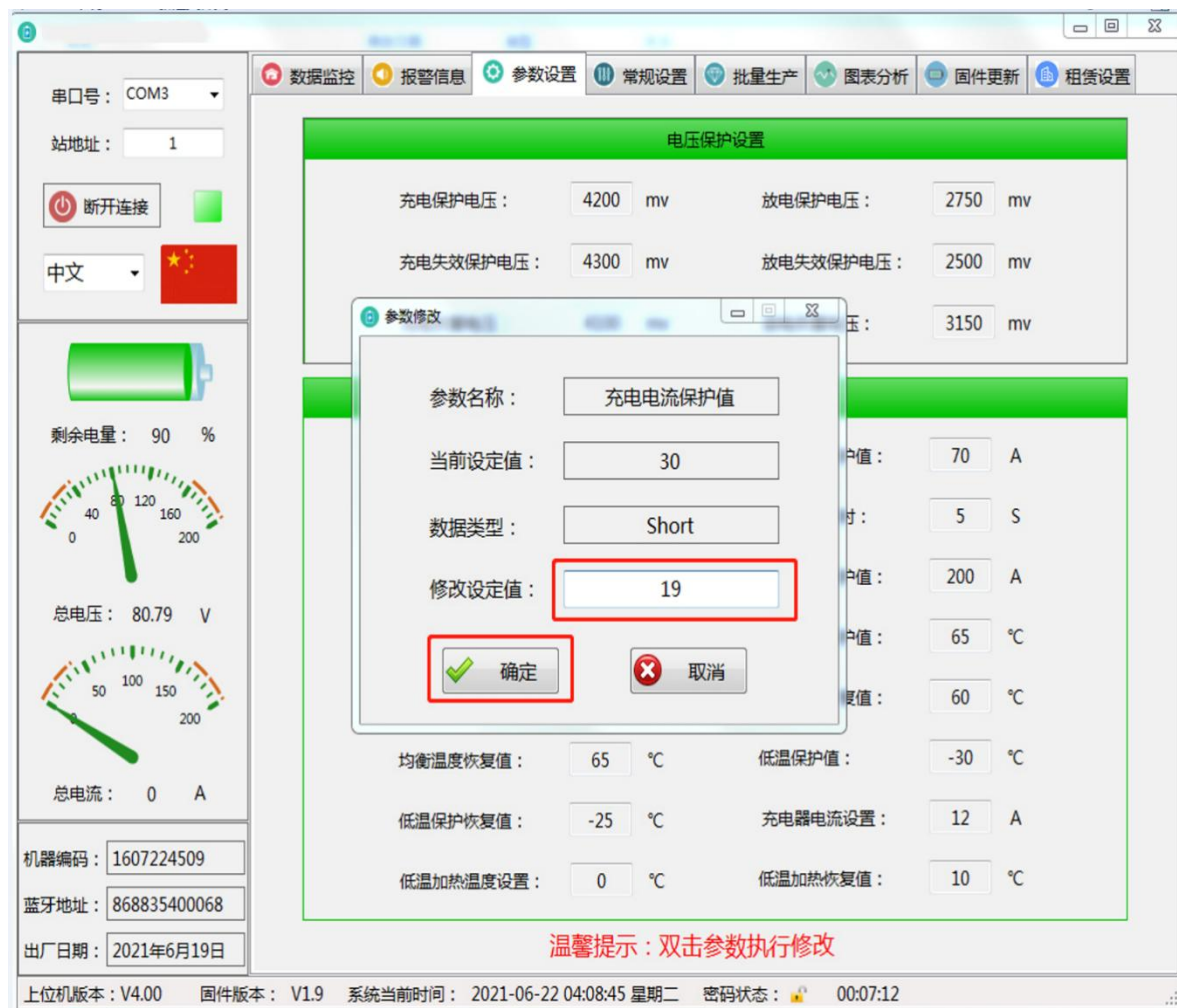 数据监控 报警信息 参数设置 常规设置 批量生产 图表分析 固件更新 租赁设置
串口号： COM3
站地址： 1
断开连接
中文
剩余电量： 90 %
0 40 80 120 160 200
总电压： 80.79 V
0 50 100 150 200
总电流： 0 A
机器编码： 1607224509
蓝牙地址： 868835400068
出厂日期： 2021年6月19日
电压保护设置
充电保护电压： 4200 mv 放电保护电压： 2750 mv
充电失效保护电压： 4300 mv 放电失效保护电压： 2500 mv
压： 3150 mv
参数修改
参数名称： 充电电流保护值
当前设定值： 30
数据类型： Short
修改设定值： 19
确定 取消
护值： 70 A
时： 5 S
护值： 200 A
护值： 65 ℃
复值： 60 ℃
均衡温度恢复值： 65 ℃ 低温保护值： -30 ℃
低温保护恢复值： -25 ℃ 充电器电流设置： 12 A
低温加热温度设置： 0 ℃ 低温加热恢复值： 10 ℃
温馨提示：双击参数执行修改
上位机版本：V4.00 固件版本： V1.9 系统当前时间： 2021-06-22 04:08:45 星期二 密码状态： 00:07:12